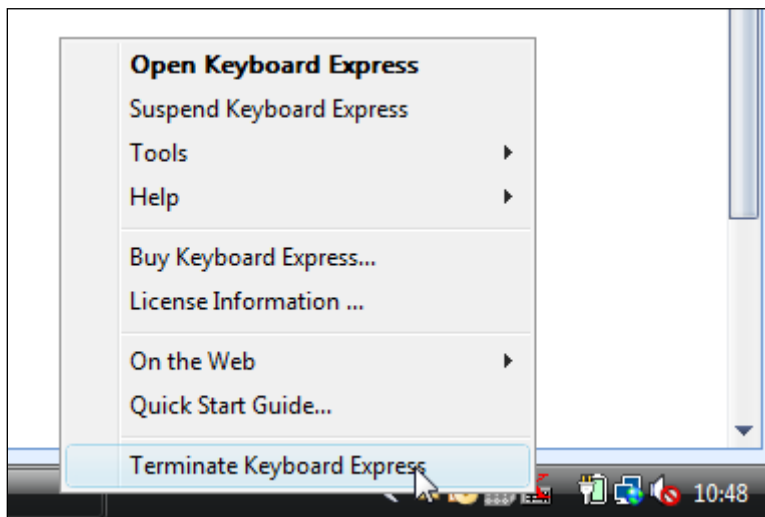 Open Keyboard Express
Suspend Keyboard Express
Tools
Help
Buy Keyboard Express...
License Information ...
On the Web
Quick Start Guide...
Terminate Keyboard Express
10:48